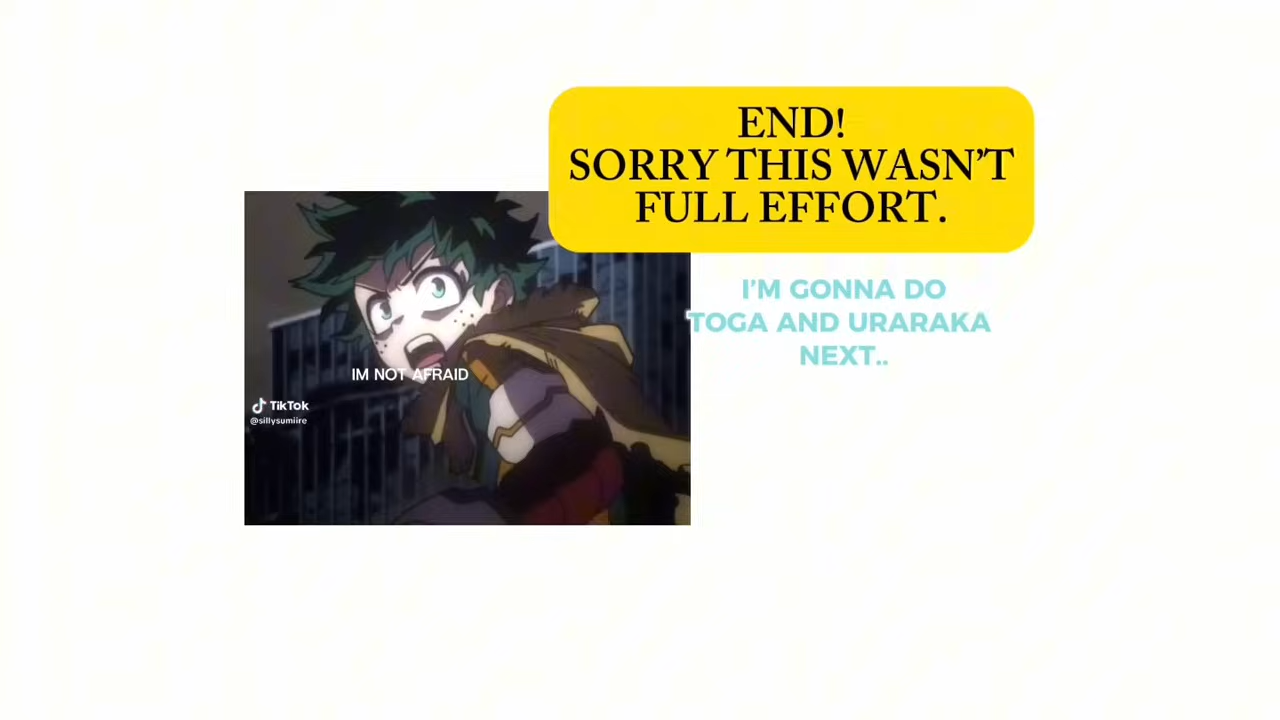 END!
SORRY THIS WASN'T
FULL EFFORT.
I'M GONNA DO
TOGA AND URARAKA
NEXT..
IM NOT AFRAID
TikTok
@sillysumiire